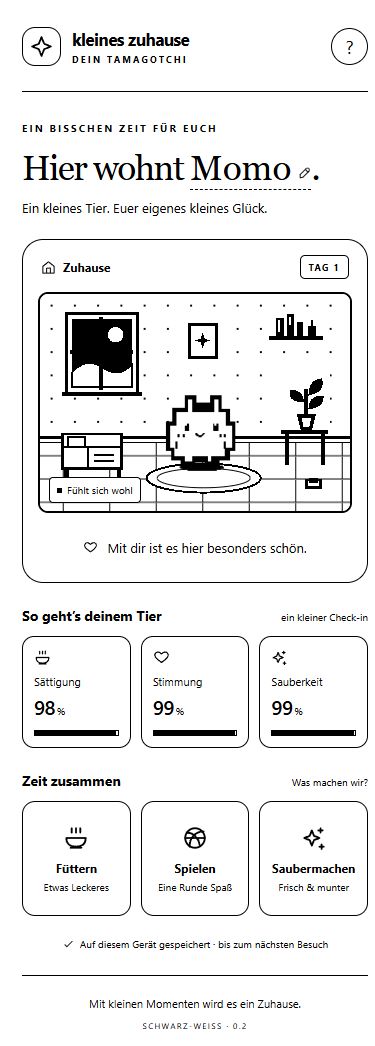 kleines zuhause
DEIN TAMAGOTCHI
?
EIN BISSCHEN ZEIT FÜR EUCH
Hier wohnt Momo.
Ein kleines Tier. Euer eigenes kleines Glück.
Zuhause
TAG 1
Fühlt sich wohl
Mit dir ist es hier besonders schön.
So geht’s deinem Tier
ein kleiner Check-in
Sättigung
98 %
Stimmung
99 %
Sauberkeit
99 %
Zeit zusammen
Was machen wir?
Füttern
Etwas Leckeres
Spielen
Eine Runde Spaß
Saubermachen
Frisch & munter
Auf diesem Gerät gespeichert · bis zum nächsten Besuch
Mit kleinen Momenten wird es ein Zuhause.
SCHWARZ-WEISS · 0.2